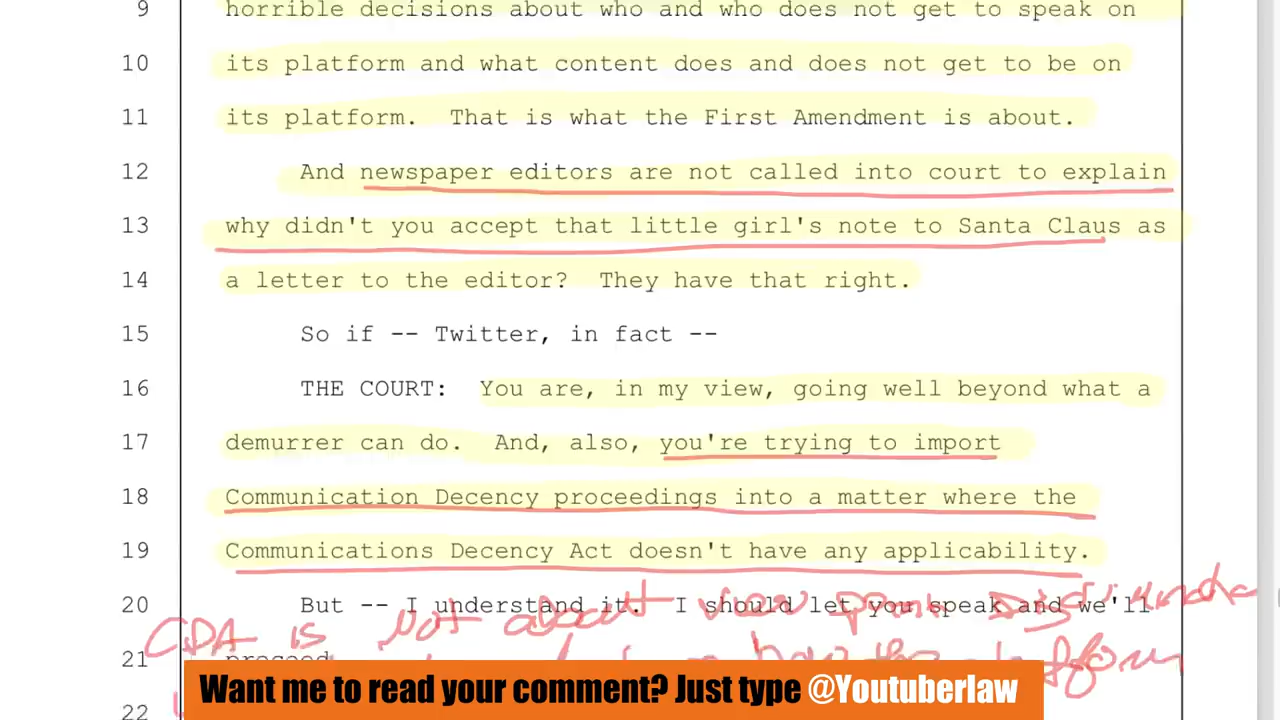 9 horrible decisions about who and who does not get to speak on
10 its platform and what content does and does not get to be on
11 its platform. That is what the First Amendment is about.
12 And newspaper editors are not called into court to explain
13 why didn't you accept that little girl's note to Santa Claus as
14 a letter to the editor? They have that right.
15 So if -- Twitter, in fact --
16 THE COURT: You are, in my view, going well beyond what a
17 demurrer can do. And, also, you're trying to import
18 Communication Decency proceedings into a matter where the
19 Communications Decency Act doesn't have any applicability.
20 But -- I understand it. I should let you speak and we'll
CDA is not about view point
21 proceed
platform
Want me to read your comment? Just type @Youtuberlaw
22